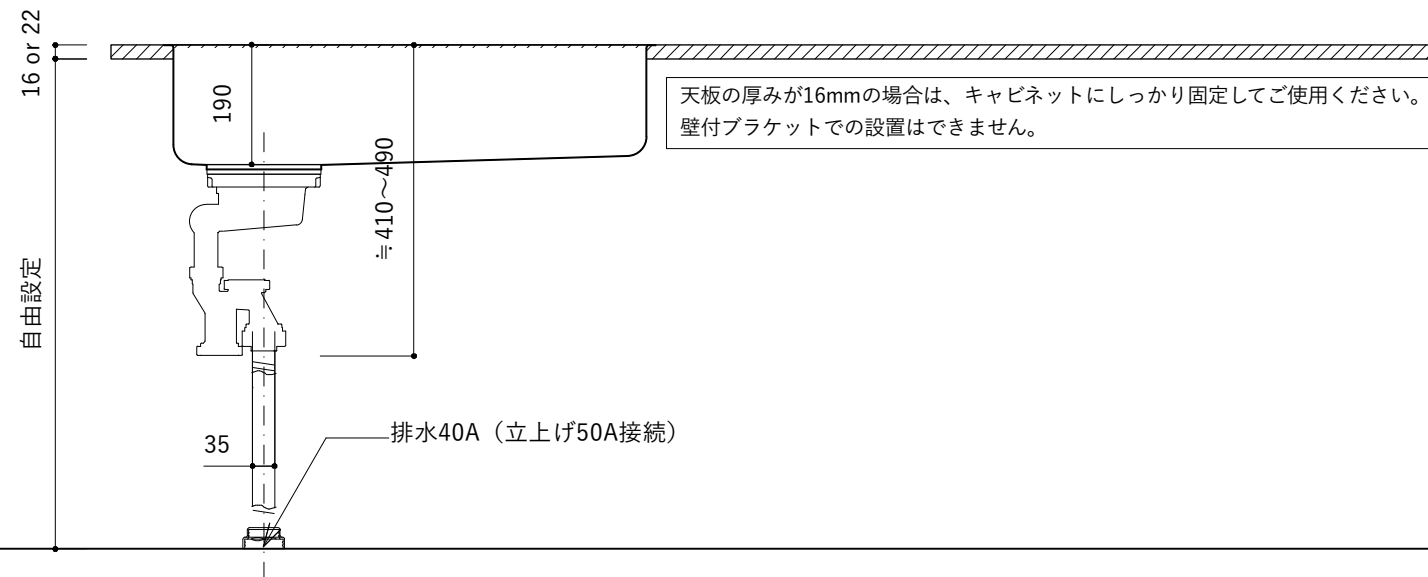 16 or 22
190
天板の厚みが16mmの場合は、キャビネットにしっかり固定してご使用ください。
壁付ブラケットでの設置はできません。
≒410～490
自由設定
35
排水40A（立上げ50A接続）